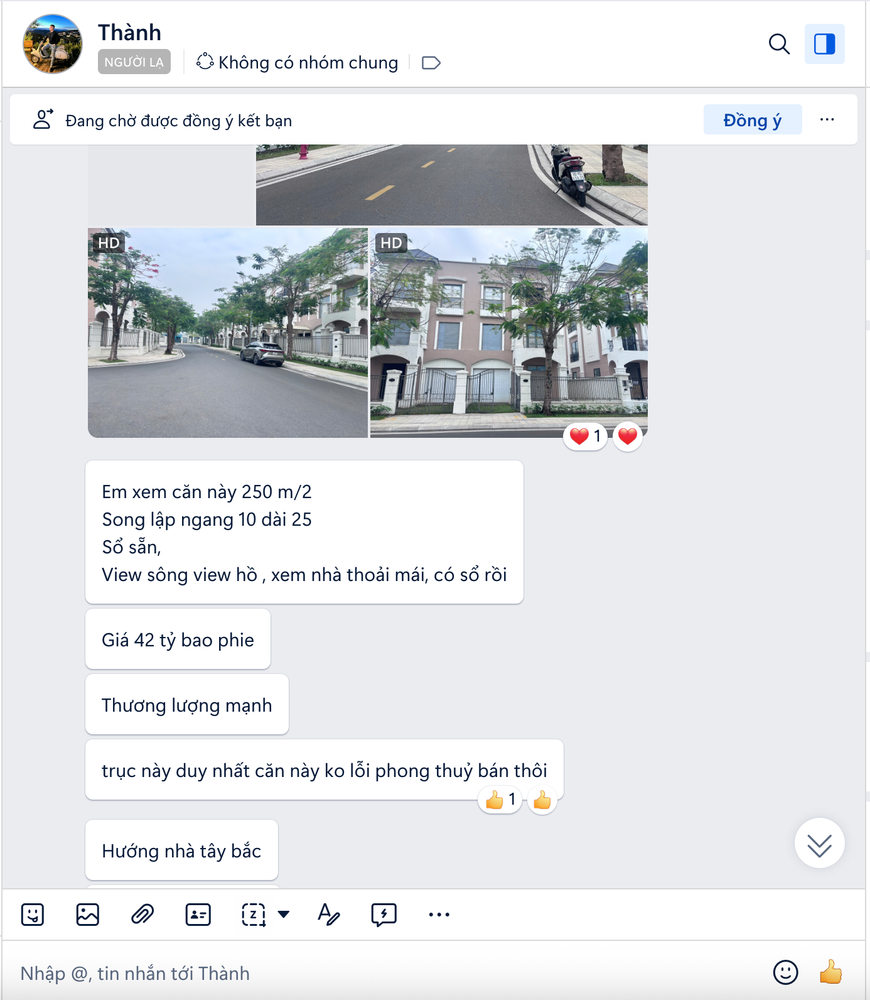 Thành
NGƯỜI LẠ
Không có nhóm chung
Đang chờ được đồng ý kết bạn
Đồng ý
HD
HD
1
Em xem căn này 250 m/2
Song lập ngang 10 dài 25
Sổ sẵn,
View sông view hồ , xem nhà thoải mái, có sổ rồi
Giá 42 tỷ bao phie
Thương lượng mạnh
trục này duy nhất căn này ko lỗi phong thuỷ bán thôi
1
Hướng nhà tây bắc
Nhập @, tin nhắn tới Thành